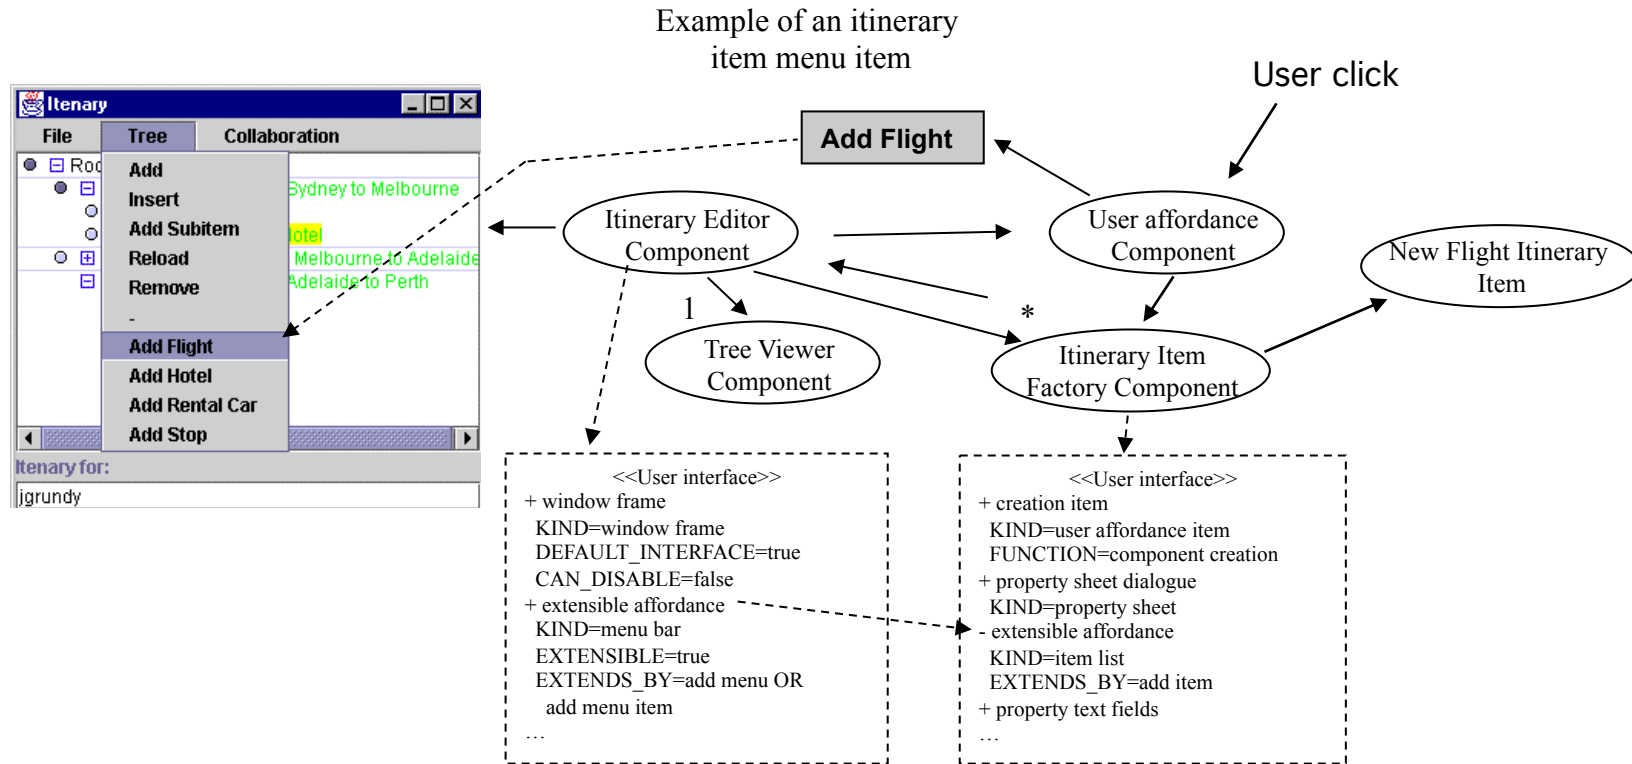 Example of an itinerary
item menu item
User click
Itenary
File Tree Collaboration
Add Flight
Add
Insert
Add Subitem
Reload
Remove
-
Add Flight
Add Hotel
Add Rental Car
Add Stop
Sydney to Melbourne
Melbourne to Adelaide
Adelaide to Perth
Itenary for:
jgrundy
Itinerary Editor
Component
User affordance
Component
New Flight Itinerary
Item
1
*
Tree Viewer
Component
Itinerary Item
Factory Component
<<User interface>>
+ window frame
KIND=window frame
DEFAULT_INTERFACE=true
CAN_DISABLE=false
+ extensible affordance
KIND=menu bar
EXTENSIBLE=true
EXTENDS_BY=add menu OR
add menu item
…
<<User interface>>
+ creation item
KIND=user affordance item
FUNCTION=component creation
+ property sheet dialogue
KIND=property sheet
- extensible affordance
KIND=item list
EXTENDS_BY=add item
+ property text fields
…